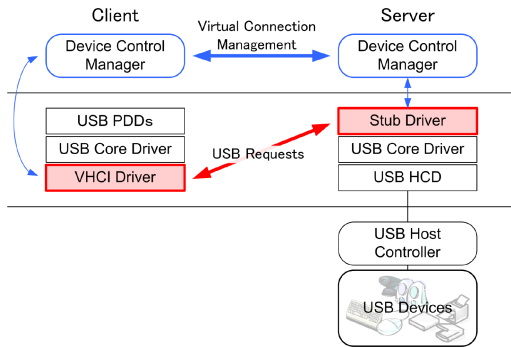 Client
Server
Virtual Connection
Management
Device Control
Manager
Device Control
Manager
USB PDDs
USB Core Driver
VHCI Driver
USB Requests
Stub Driver
USB Core Driver
USB HCD
USB Host
Controller
USB Devices